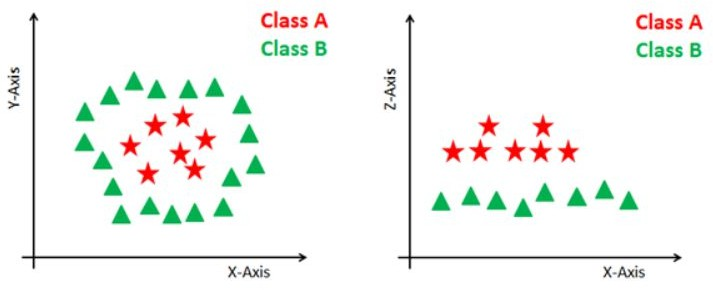 Class A
Class B
Y-Axis
X-Axis
Class A
Class B
Z-Axis
X-Axis